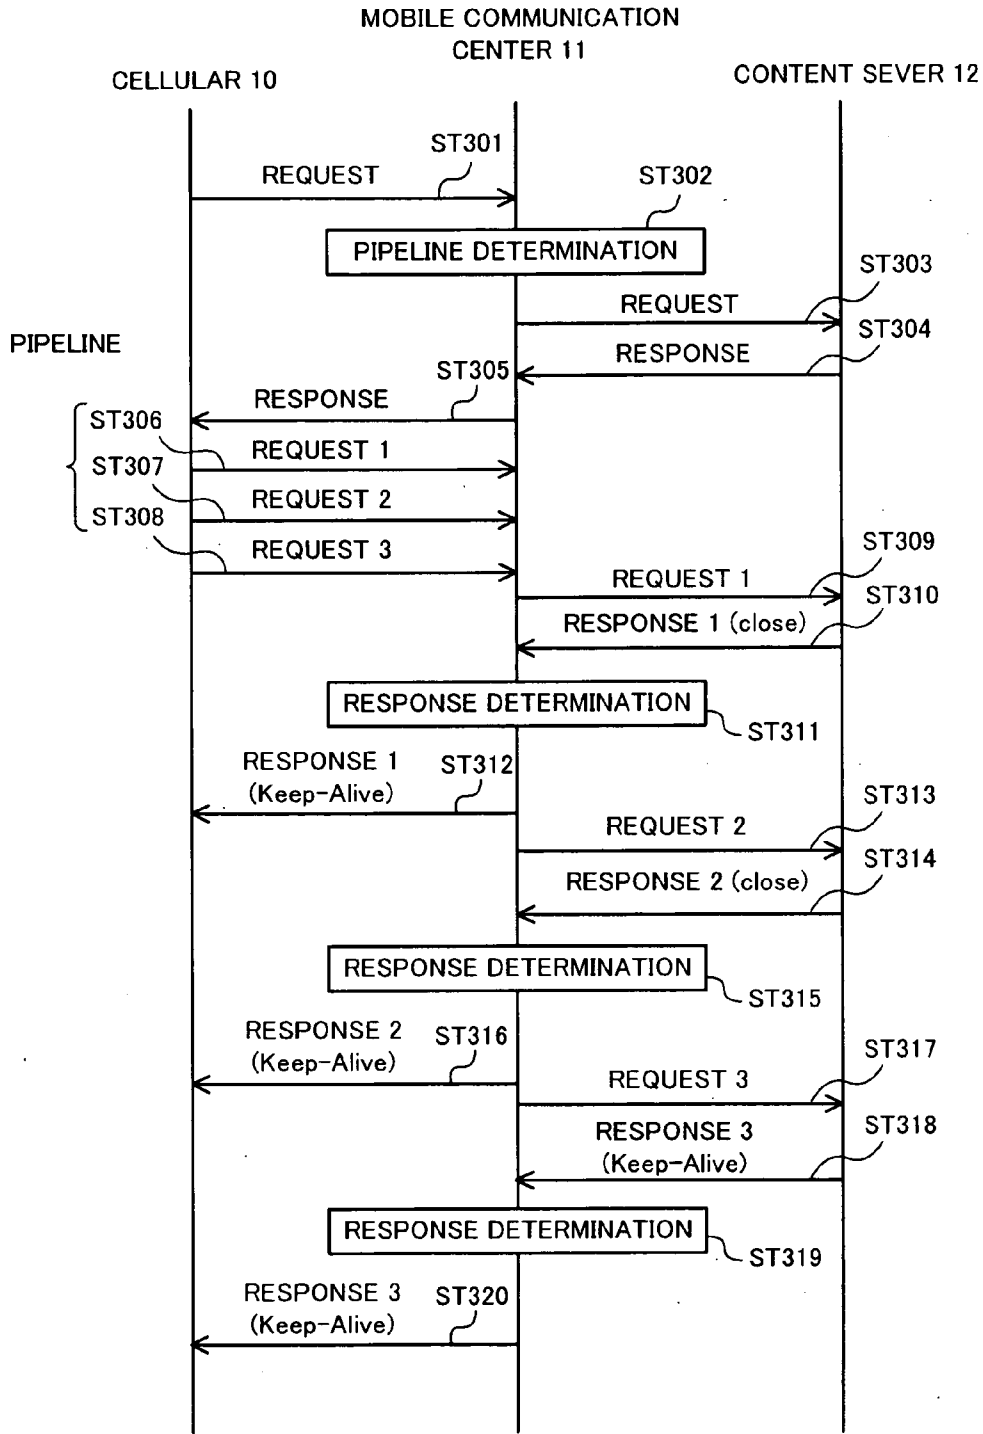 MOBILE COMMUNICATION
CENTER 11
CELLULAR 10
CONTENT SEVER 12
ST301
REQUEST
ST302
PIPELINE DETERMINATION
ST303
REQUEST
ST304
PIPELINE
RESPONSE
ST305
RESPONSE
ST306
REQUEST 1
ST307
REQUEST 2
ST308
REQUEST 3
ST309
REQUEST 1
ST310
RESPONSE 1 (close)
RESPONSE DETERMINATION
ST311
RESPONSE 1
(Keep-Alive)
ST312
ST313
REQUEST 2
ST314
RESPONSE 2 (close)
RESPONSE DETERMINATION
ST315
RESPONSE 2
(Keep-Alive)
ST316
ST317
REQUEST 3
ST318
RESPONSE 3
(Keep-Alive)
RESPONSE DETERMINATION
ST319
RESPONSE 3
(Keep-Alive)
ST320